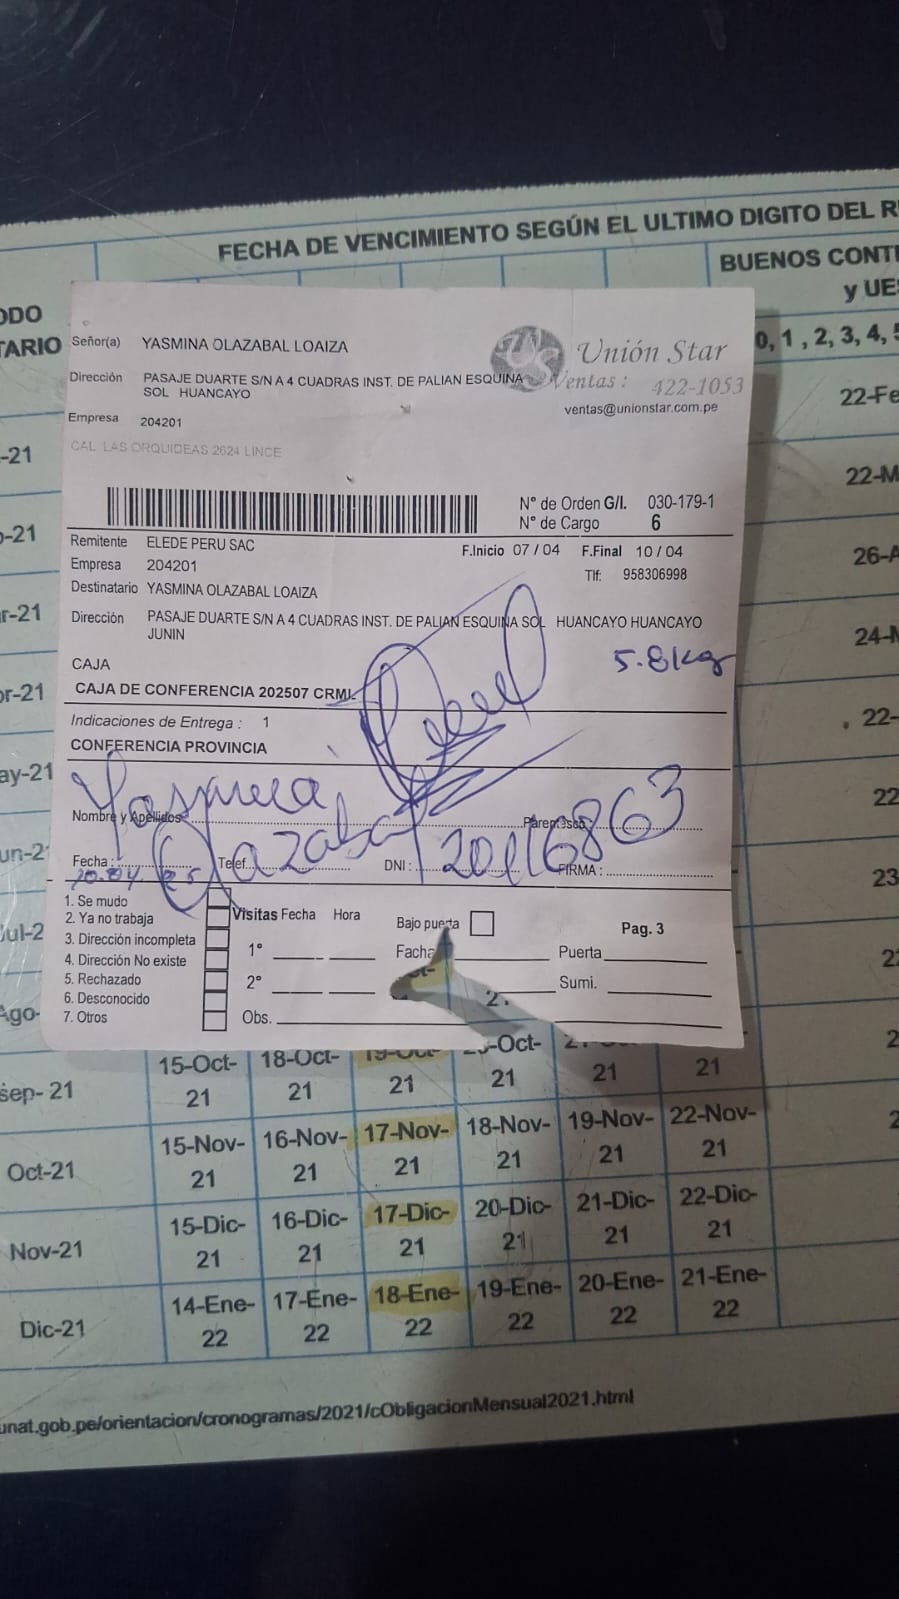 FECHA DE VENCIMIENTO SEGÚN EL ULTIMO DIGITO DEL
BUENOS
y
0, 1 , 2, 3, 4,
Señor(a) YASMINA OLAZABAL LOAIZA
Dirección PASAJE DUARTE S/N A 4 CUADRAS INST. DE PALIAN ESQUINA
SOL HUANCAYO
Empresa 204201
CAL LAS ORQUIDEAS 2624 LINCE
US Unión Star
Ventas : 422-1053
ventas@unionstar.com.pe
N° de Orden G/I. 030-179-1
N° de Cargo 6
Remitente ELEDE PERU SAC
F.Inicio 07 / 04 F.Final 10 / 04
Empresa 204201
Tlf: 958306998
Destinatario YASMINA OLAZABAL LOAIZA
Dirección PASAJE DUARTE S/N A 4 CUADRAS INST. DE PALIAN ESQUINA SOL HUANCAYO HUANCAYO
JUNIN
5.8Kg
CAJA
CAJA DE CONFERENCIA 202507 CRML
Indicaciones de Entrega : 1
CONFERENCIA PROVINCIA
Nombre y Apellidos Parentesco
Olazabal
Fecha : Telef. DNI : FIRMA :
1. Se mudo
2. Ya no trabaja
3. Dirección incompleta
4. Dirección No existe
5. Rechazado
6. Desconocido
7. Otros
Visitas Fecha Hora
1°
2°
Obs.
Bajo puerta
Pag. 3
Fachada Puerta
Sumi.
15-Oct-21 18-Oct-21 19-Oct-21
sep- 21
Oct-21 15-Nov-21 16-Nov-21 17-Nov-21 18-Nov-21 19-Nov-21 22-Nov-21
Nov-21 15-Dic-21 16-Dic-21 17-Dic-21 20-Dic-21 21-Dic-21 22-Dic-21
Dic-21 14-Ene-22 17-Ene-22 18-Ene-22 19-Ene-22 20-Ene-22 21-Ene-22
unat.gob.pe/orientacion/cronogramas/2021/cObligacionMensual2021.html